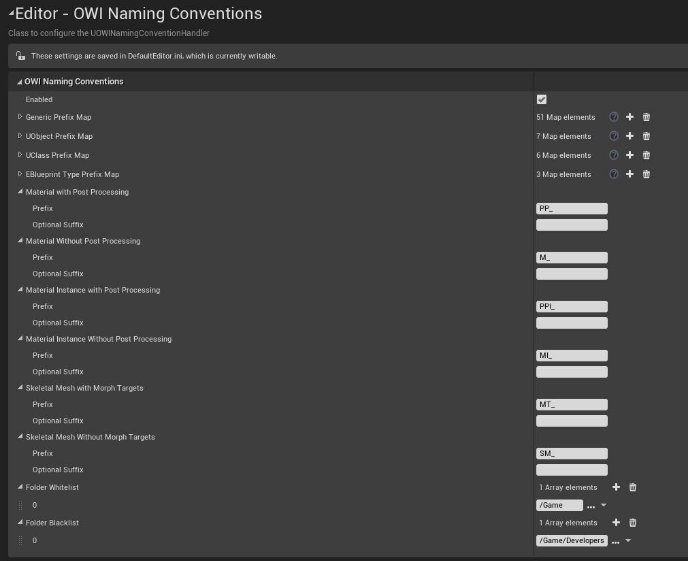 Editor - OWI Naming Conventions
Class to configure the UOWINamingConventionHandler
These settings are saved in DefaultEditor.ini, which is currently writable.
OWI Naming Conventions
Enabled
Generic Prefix Map 51 Map elements
UObject Prefix Map 7 Map elements
UClass Prefix Map 6 Map elements
EBlueprint Type Prefix Map 3 Map elements
Material with Post Processing
Prefix PP_
Optional Suffix
Material Without Post Processing
Prefix M_
Optional Suffix
Material Instance with Post Processing
Prefix PPI_
Optional Suffix
Material Instance Without Post Processing
Prefix MI_
Optional Suffix
Skeletal Mesh with Morph Targets
Prefix MT_
Optional Suffix
Skeletal Mesh Without Morph Targets
Prefix SM_
Optional Suffix
Folder Whitelist 1 Array elements
0 /Game ...
Folder Blacklist 1 Array elements
0 /Game/Developers ...